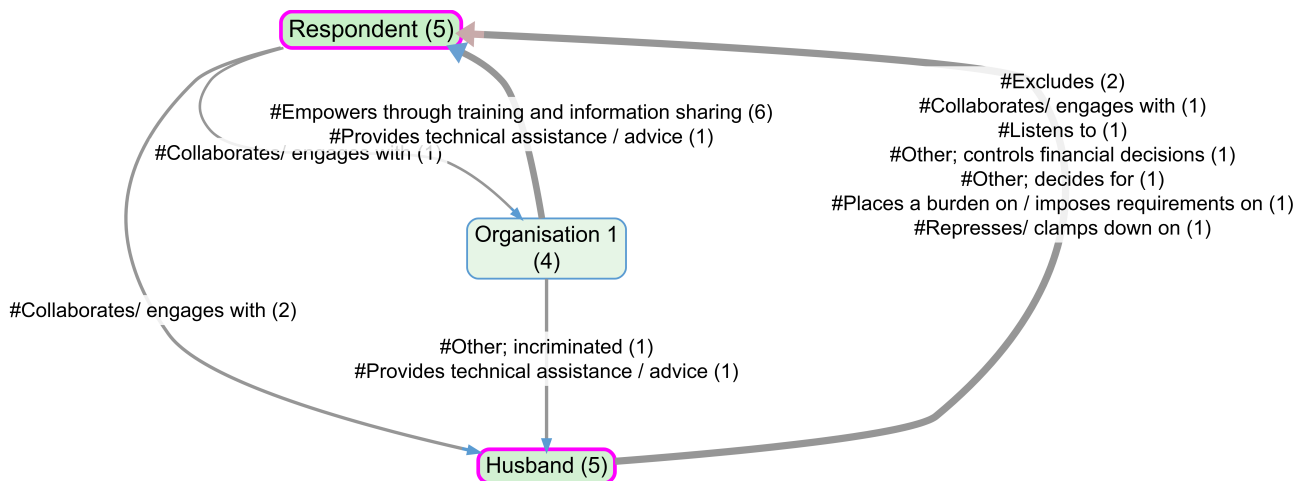 Respondent (5)
#Excludes (2)
#Collaborates/ engages with (1)
#Listens to (1)
#Other; controls financial decisions (1)
#Other; decides for (1)
#Places a burden on / imposes requirements on (1)
#Represses/ clamps down on (1)
#Empowers through training and information sharing (6)
#Provides technical assistance / advice (1)
#Collaborates/ engages with (1)
Organisation 1
(4)
#Collaborates/ engages with (2)
#Other; incriminated (1)
#Provides technical assistance / advice (1)
Husband (5)